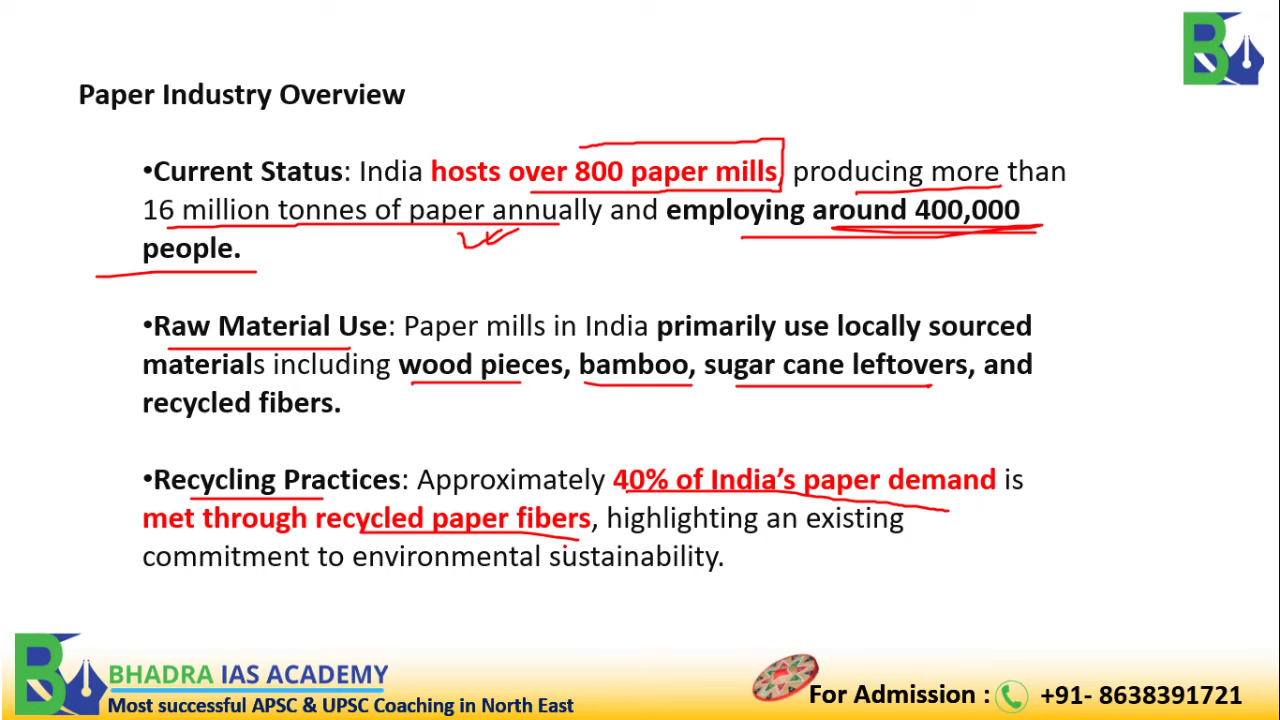 Paper Industry Overview
•Current Status: India hosts over 800 paper mills, producing more than
16 million tonnes of paper annually and employing around 400,000
people.
•Raw Material Use: Paper mills in India primarily use locally sourced
materials including wood pieces, bamboo, sugar cane leftovers, and
recycled fibers.
•Recycling Practices: Approximately 40% of India’s paper demand is
met through recycled paper fibers, highlighting an existing
commitment to environmental sustainability.
BHADRA IAS ACADEMY
Most successful APSC & UPSC Coaching in North East
For Admission : +91- 8638391721